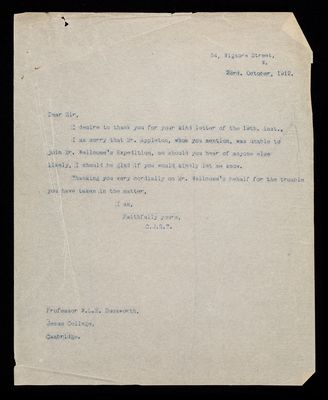 54, Wigmore Street,
W.
23rd. October, 1912.
Dear Sir,
I desire to thank you for your kind letter of the 19th. inst.,
I am sorry that Dr. Appleton, whom you mention, was unable to
join Mr. Wellcome's Expedition, so should you hear of anyone else
likely, I should be glad if you would kindly let me know.
Thanking you very cordially on Mr. Wellcome's behalf for the trouble
you have taken in the matter,
I am,
Faithfully yours,
C.J.S.T.
Professor W.L.H. Duckworth,
Jesus College,
Cambridge.